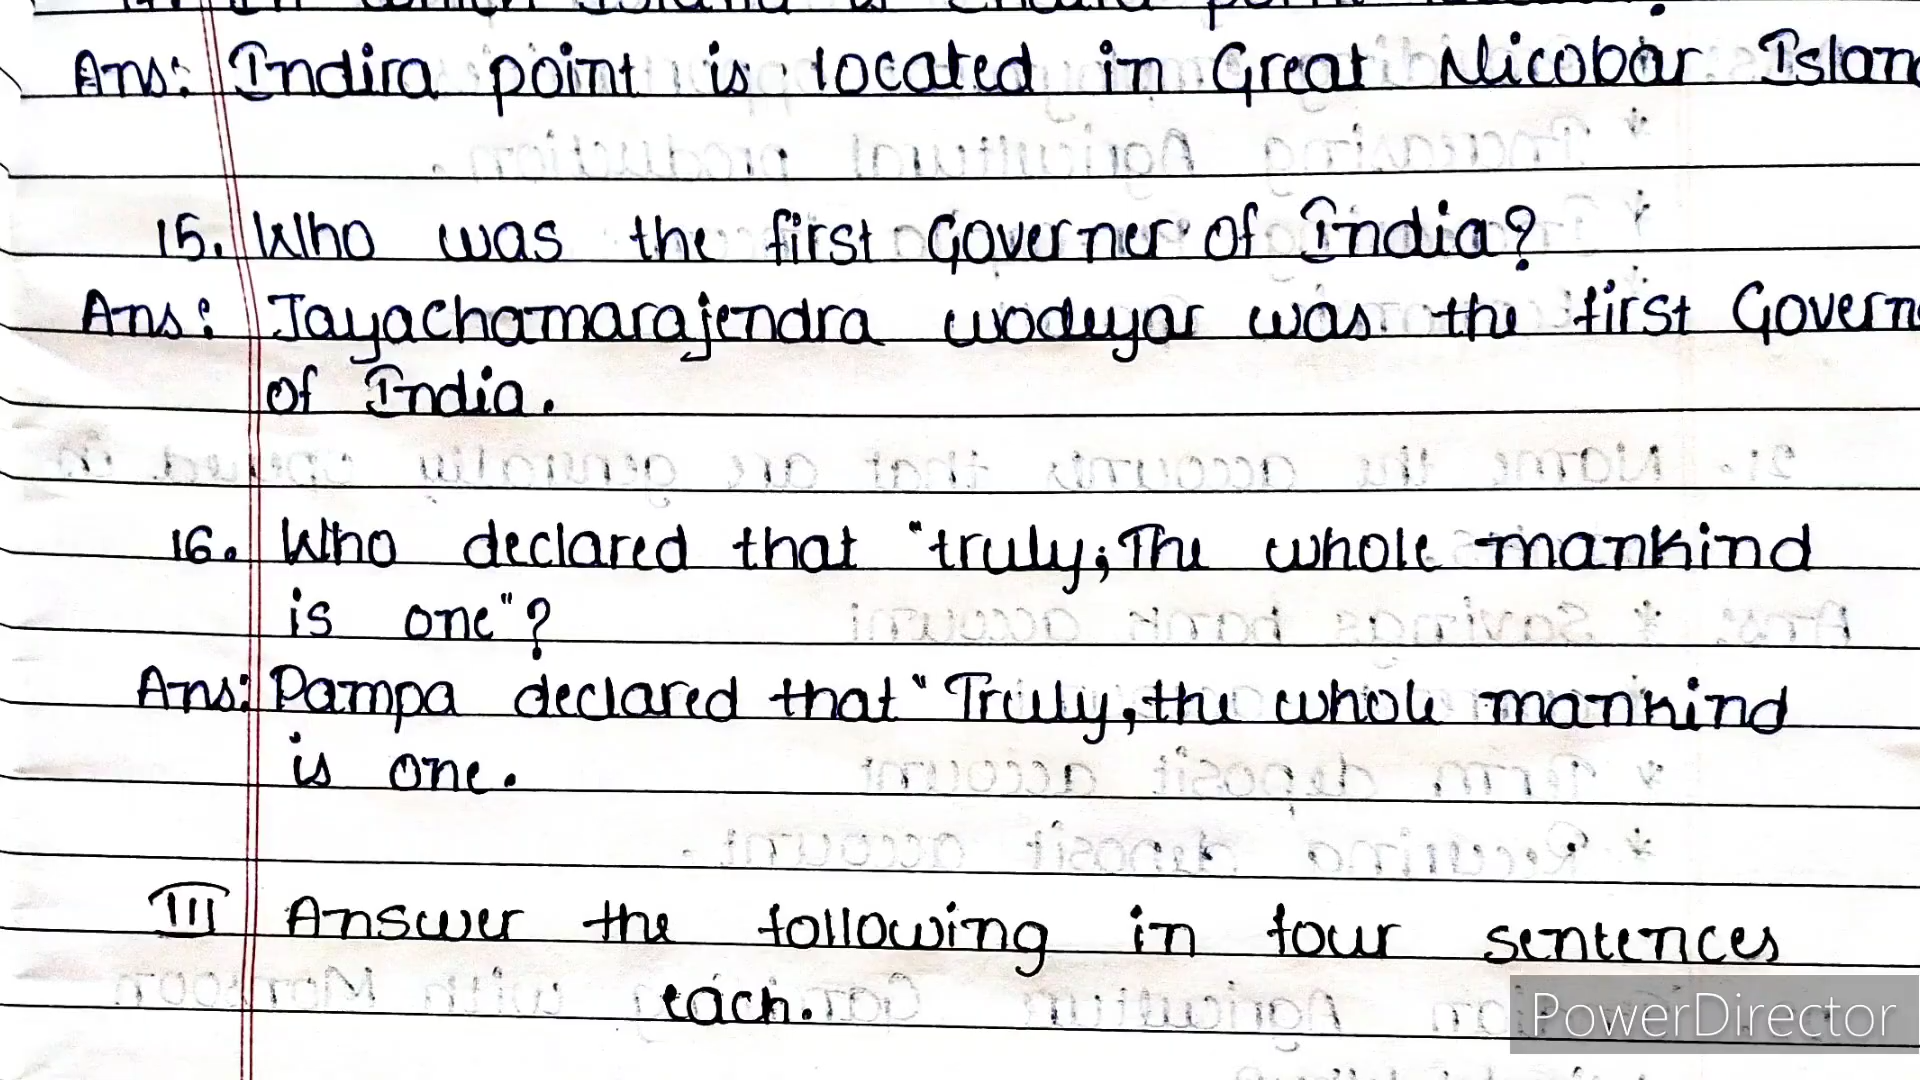 Ans: Indira point is located in Great Nicobar Islan
15. Who was the first Governer of India?
Ans: Jayachamarajendra wodeyar was the first Govern
of India.
16. Who declared that "truly; The whole mankind
is one"?
Ans: Pampa declared that "Truly, the whole mankind
is one.
III Answer the following in four sentences
each.
PowerDirector